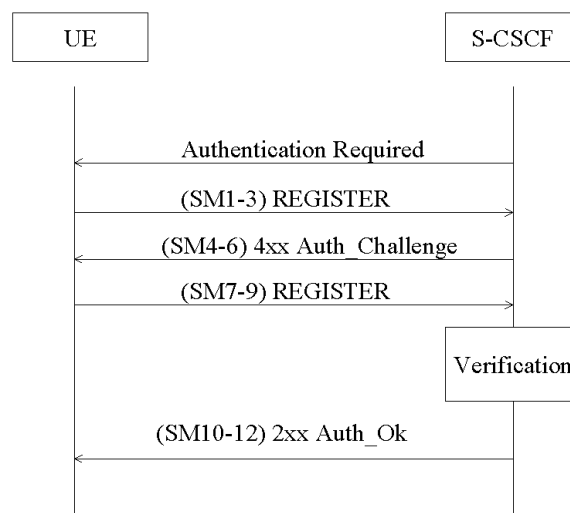 UE
S-CSCF
Authentication Required
(SM1-3) REGISTER
(SM4-6) 4xx Auth_Challenge
(SM7-9) REGISTER
Verification
(SM10-12) 2xx Auth_Ok